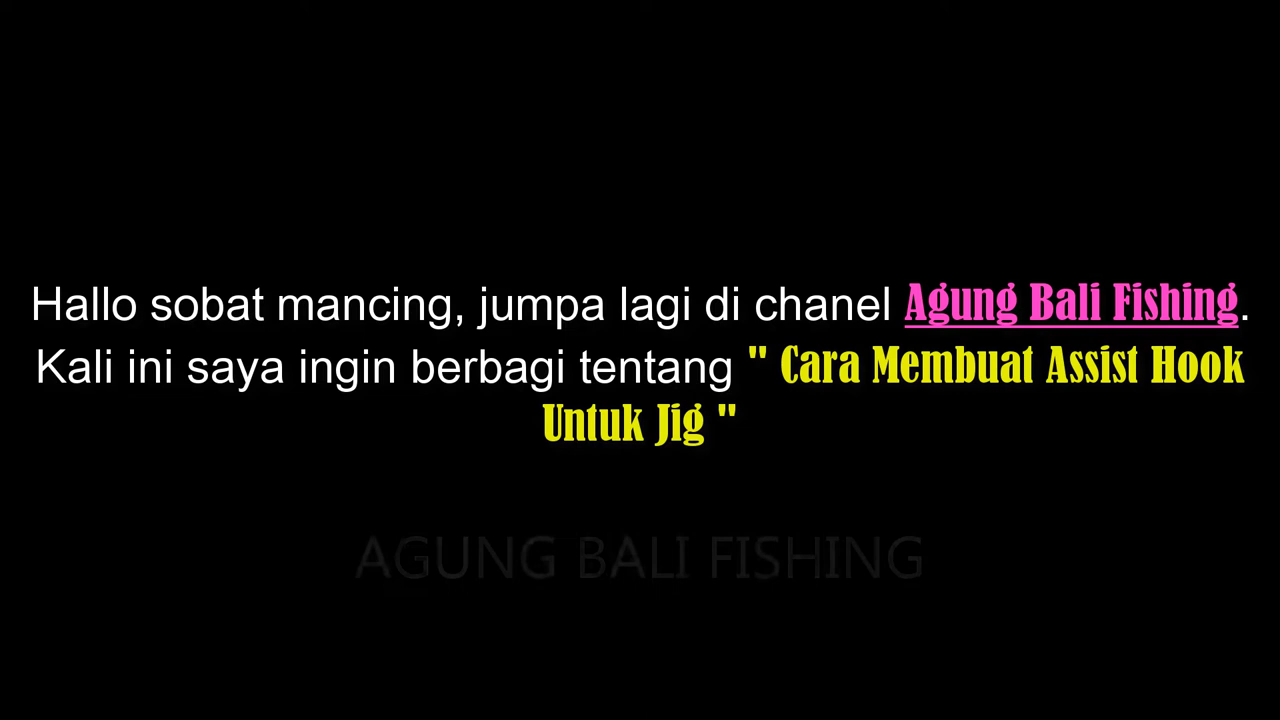 Hallo sobat mancing, jumpa lagi di chanel Agung Bali Fishing.
Kali ini saya ingin berbagi tentang " Cara Membuat Assist Hook
Untuk Jig "
AGUNG BALI FISHING